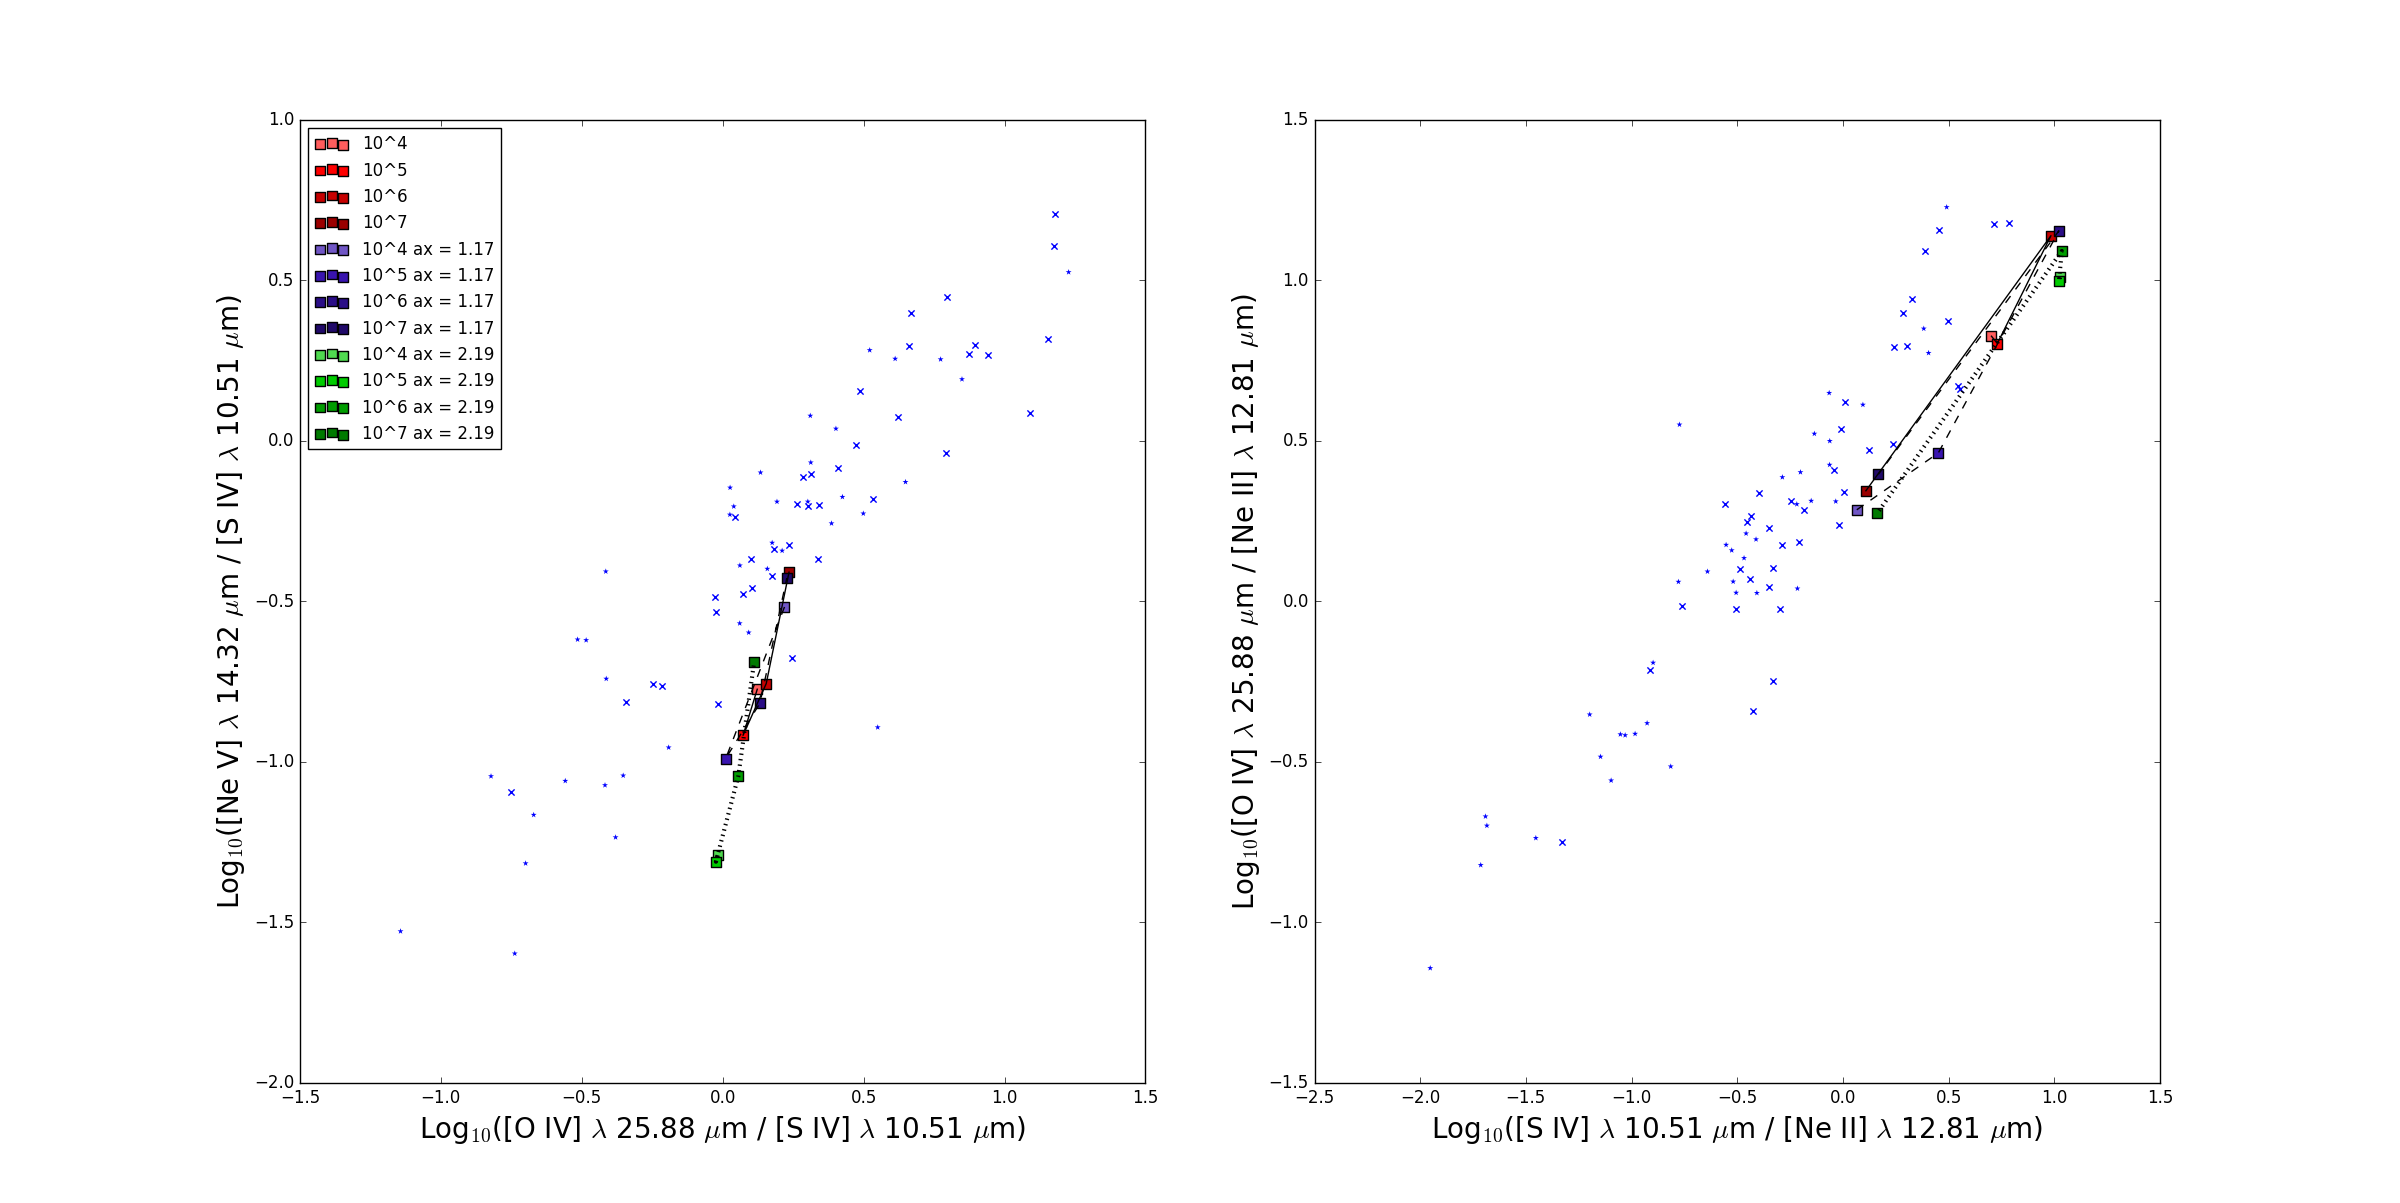 1.0
0.5
0.0
−0.5
−1.0
−1.5
−2.0
Log10([Ne V] λ 14.32 μm / [S IV] λ 10.51 μm)
10^4
10^5
10^6
10^7
10^4 ax = 1.17
10^5 ax = 1.17
10^6 ax = 1.17
10^7 ax = 1.17
10^4 ax = 2.19
10^5 ax = 2.19
10^6 ax = 2.19
10^7 ax = 2.19
−1.5 −1.0 −0.5 0.0 0.5 1.0 1.5
Log10([O IV] λ 25.88 μm / [S IV] λ 10.51 μm)
1.5
1.0
0.5
0.0
−0.5
−1.0
−1.5
Log10([O IV] λ 25.88 μm / [Ne II] λ 12.81 μm)
−2.5 −2.0 −1.5 −1.0 −0.5 0.0 0.5 1.0 1.5
Log10([S IV] λ 10.51 μm / [Ne II] λ 12.81 μm)